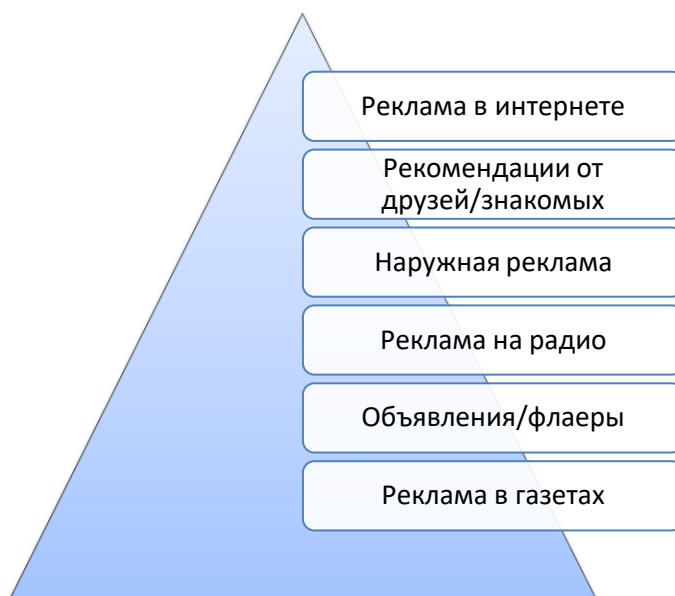 Реклама в интернете
Рекомендации от
друзей/знакомых
Наружная реклама
Реклама на радио
Объявления/флаеры
Реклама в газетах